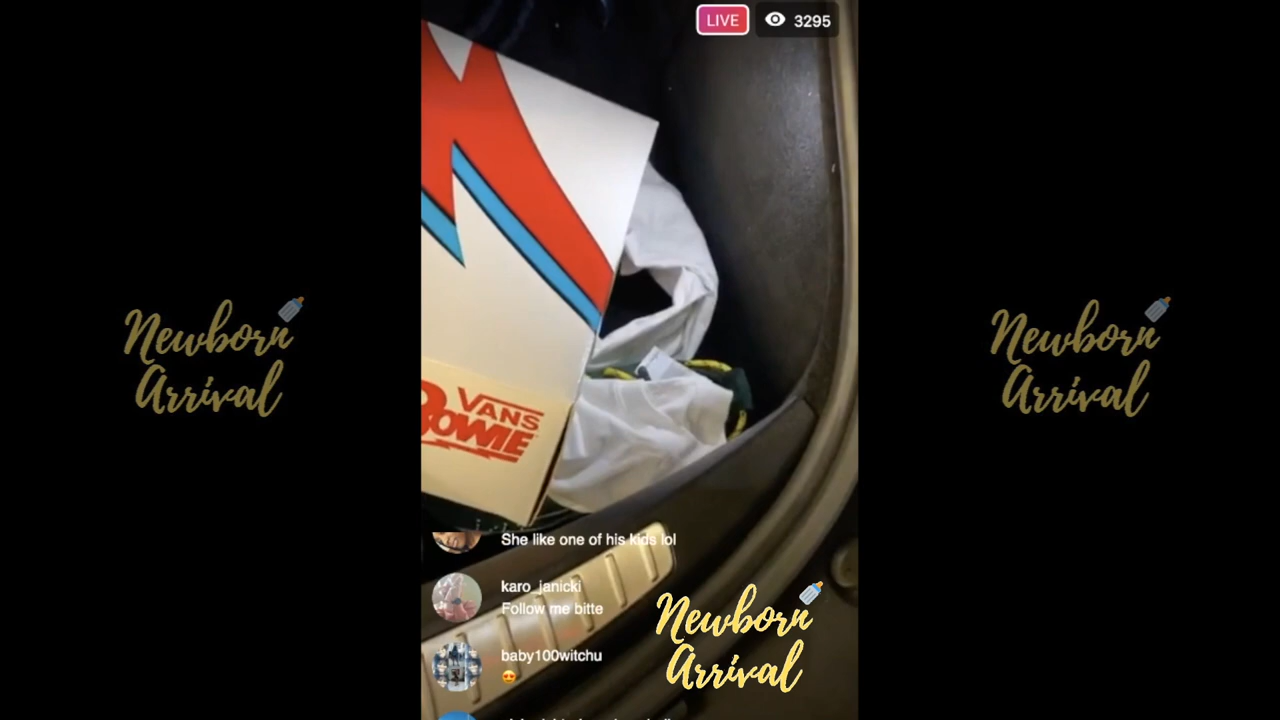 LIVE
3295
VANS
BOWIE
She like one of his kids lol
karo_janicki
Follow me bitte
baby100witchu
Newborn
Arrival
Newborn
Arrival
Newborn
Arrival